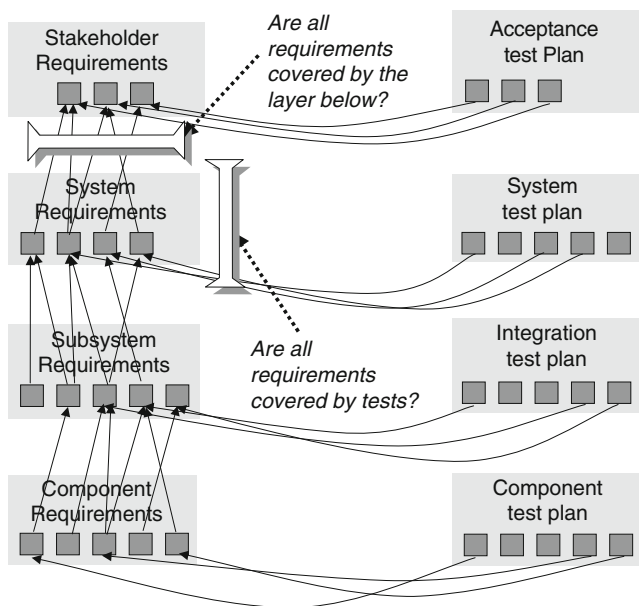 Stakeholder
Requirements
Are all
requirements
covered by the
layer below?
Acceptance
test Plan
System
Requirements
System
test plan
Subsystem
Requirements
Are all
requirements
covered by tests?
Integration
test plan
Component
Requirements
Component
test plan